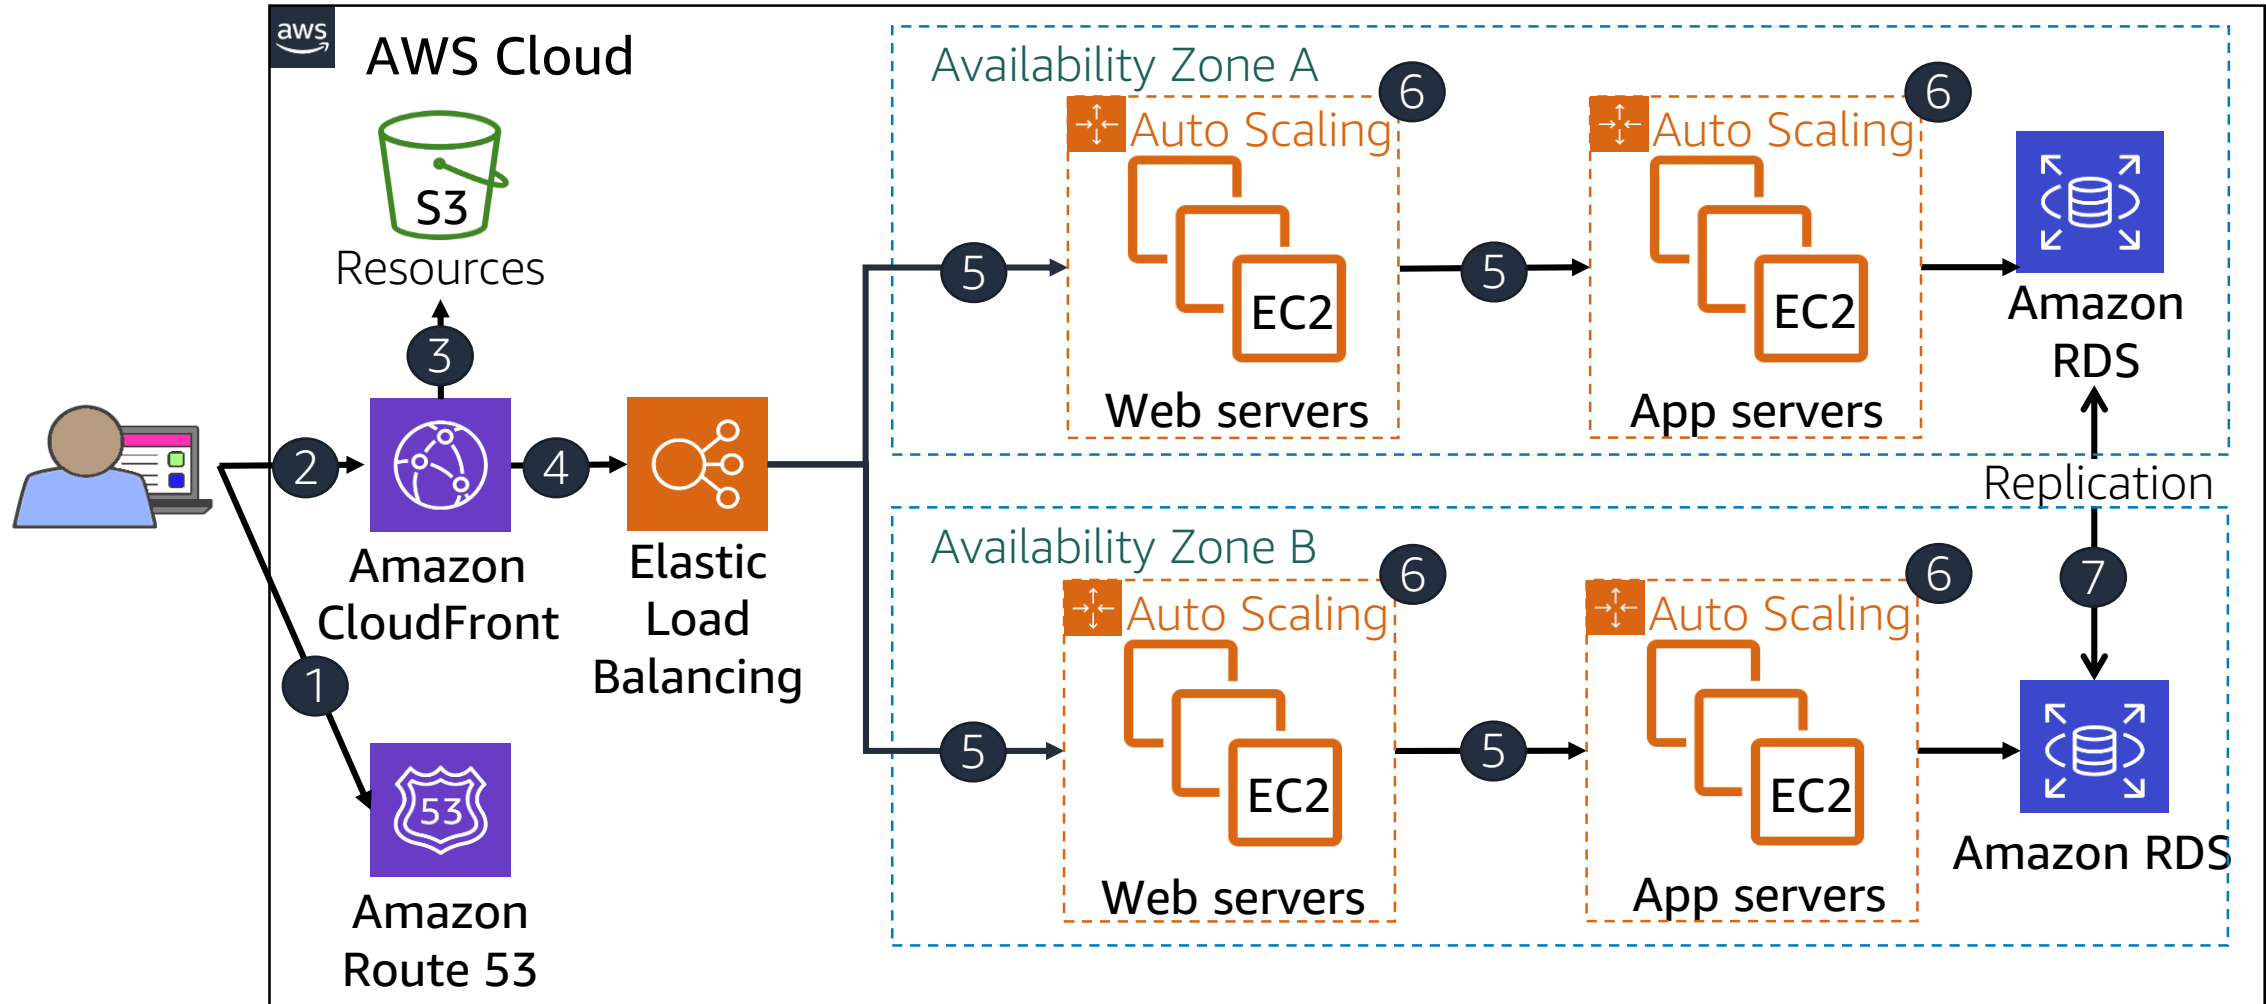 aws
AWS Cloud
S3
Resources
3
2
4
Amazon
CloudFront
Elastic
Load
Balancing
1
53
Amazon
Route 53
Availability Zone A
6
Auto Scaling
EC2
Web servers
5
5
6
Auto Scaling
EC2
App servers
Amazon
RDS
Replication
7
Availability Zone B
6
Auto Scaling
EC2
Web servers
5
5
6
Auto Scaling
EC2
App servers
Amazon RDS